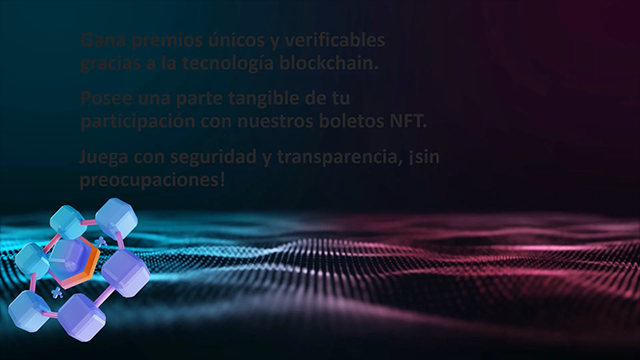 Gana premios únicos y verificables
gracias a la tecnología blockchain.
Posee una parte tangible de tu
participación con nuestros boletos NFT.
Juega con seguridad y transparencia, ¡sin
preocupaciones!